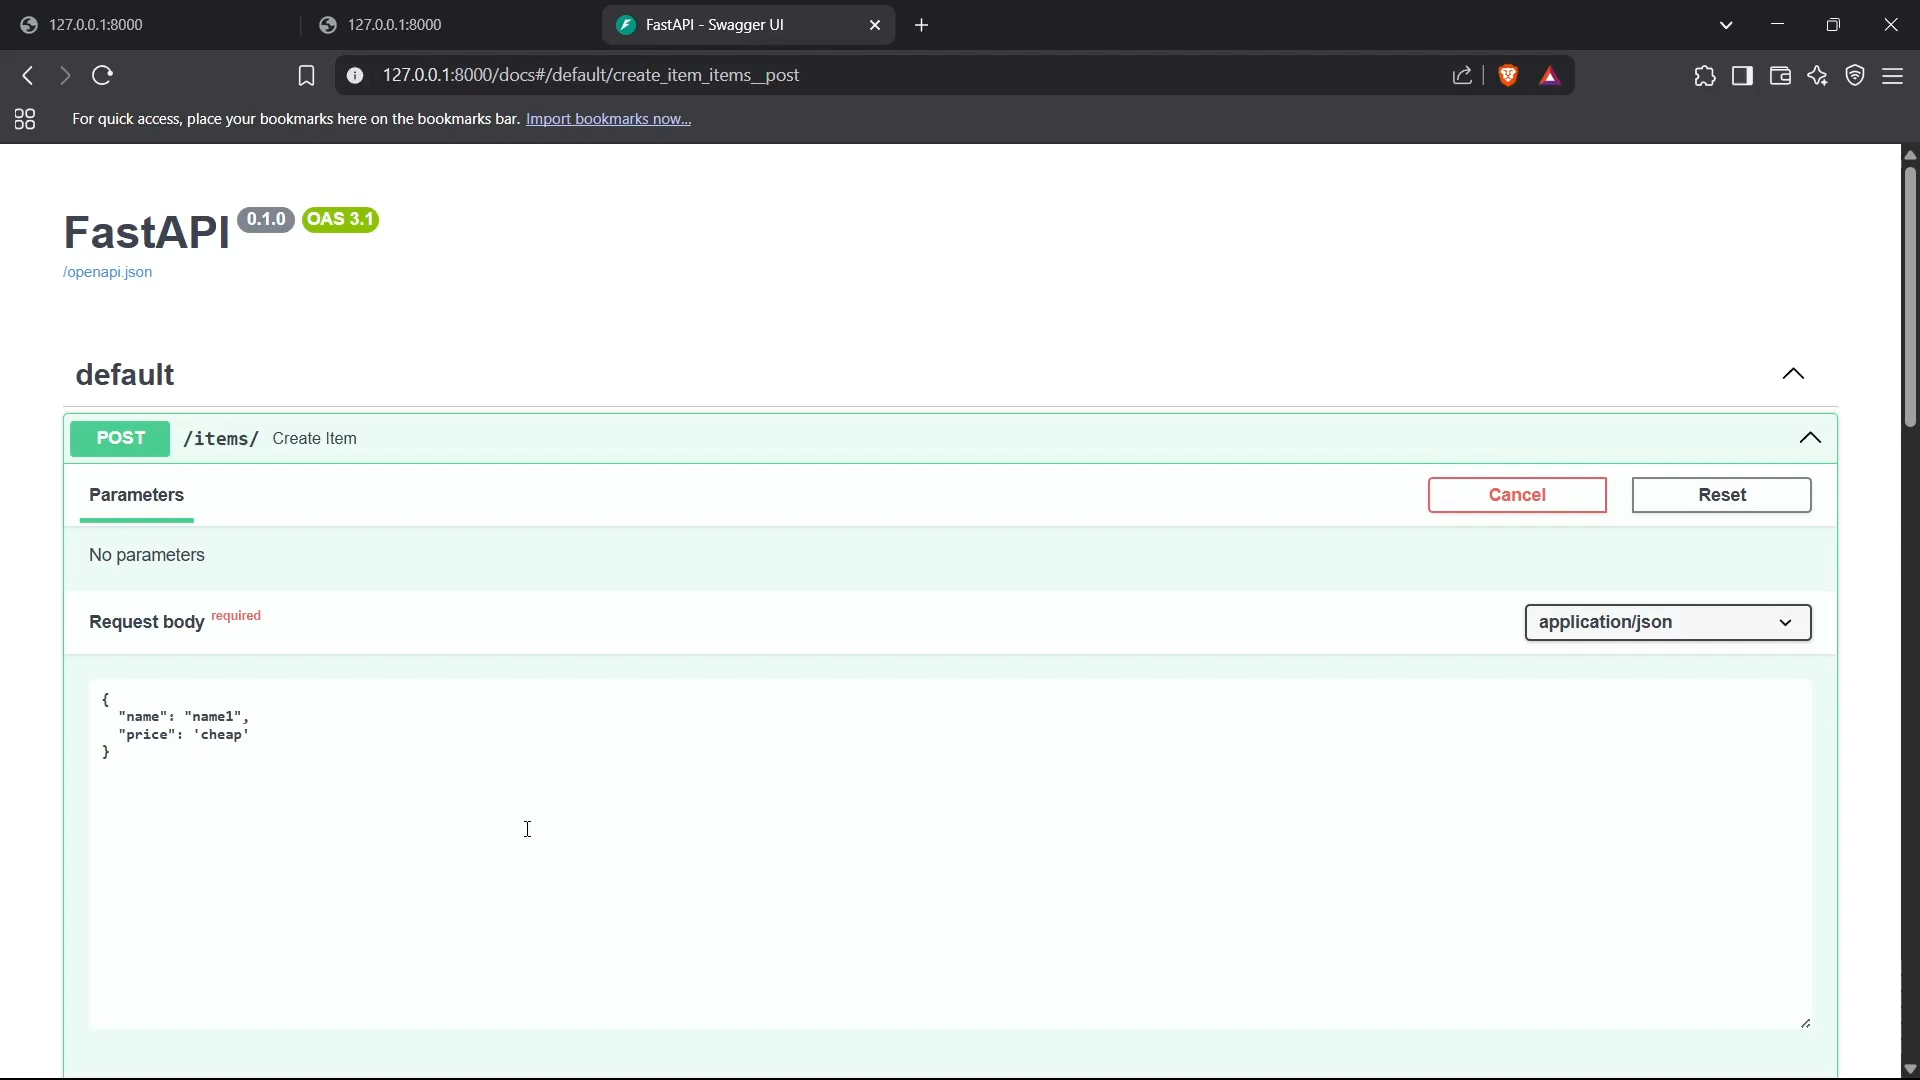 127.0.0.1:8000
127.0.0.1:8000
FastAPI - Swagger UI
127.0.0.1:8000/docs#/default/create_item_items__post
For quick access, place your bookmarks here on the bookmarks bar. Import bookmarks now...
FastAPI 0.1.0 OAS 3.1
/openapi.json
default
POST /items/ Create Item
Parameters
Cancel
Reset
No parameters
Request body required
application/json
{
  "name": "name1",
  "price": 'cheap'
}